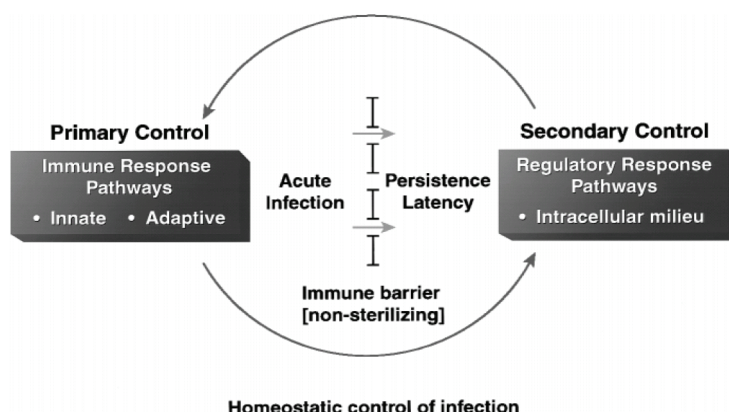 Primary Control
Immune Response
Pathways
• Innate • Adaptive
Acute
Infection
Persistence
Latency
Immune barrier
[non-sterilizing]
Secondary Control
Regulatory Response
Pathways
• Intracellular milieu
Homeostatic control of infection